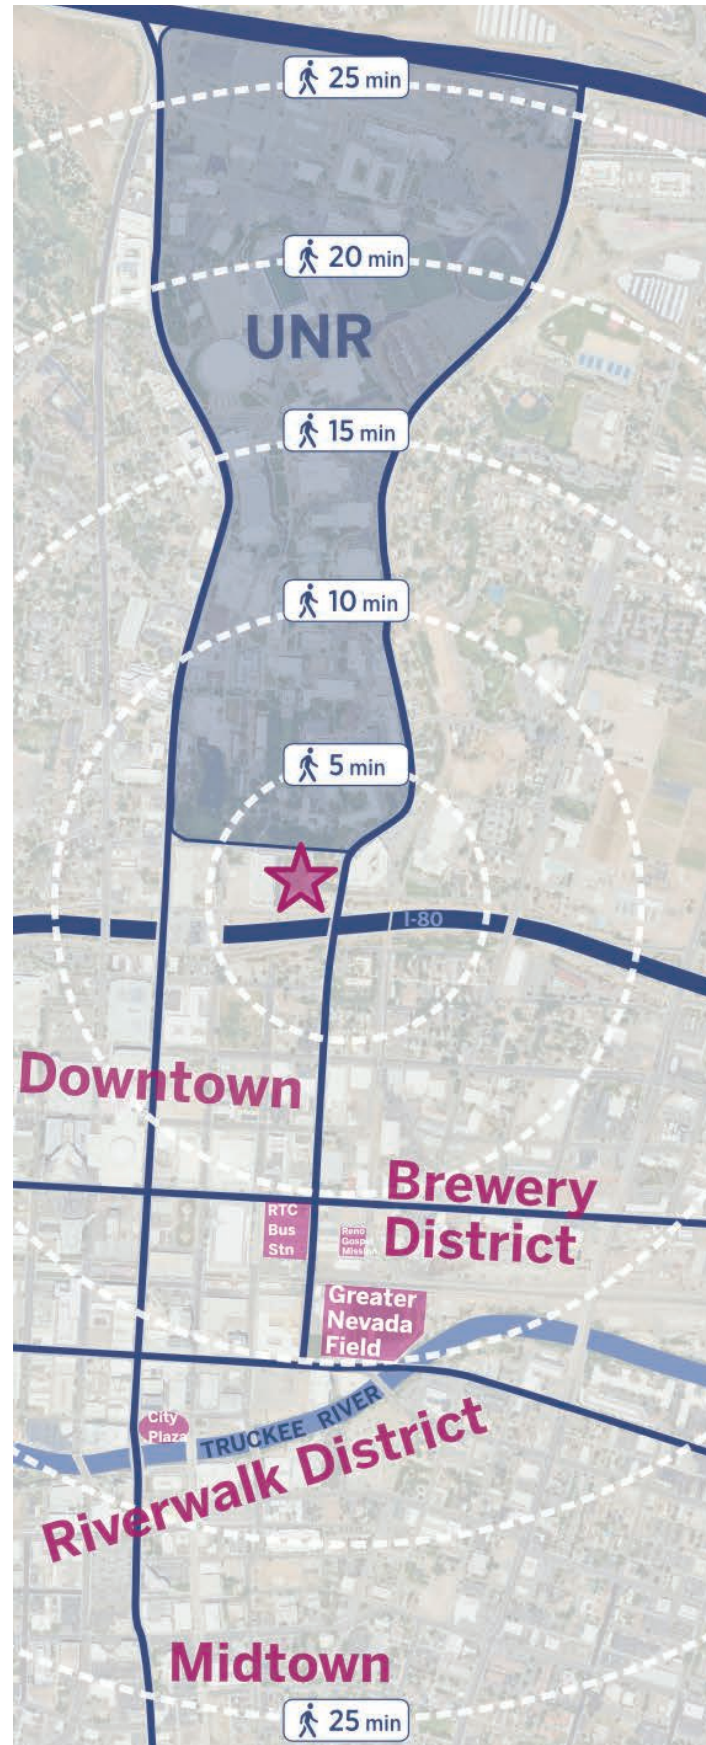 25 min
20 min
UNR
15 min
10 min
5 min
I-80
Downtown
Brewery
District
RTC
Bus
Stn
Reno
Gospel
Mission
Greater
Nevada
Field
City
Plaza
TRUCKEE RIVER
Riverwalk District
Midtown
25 min